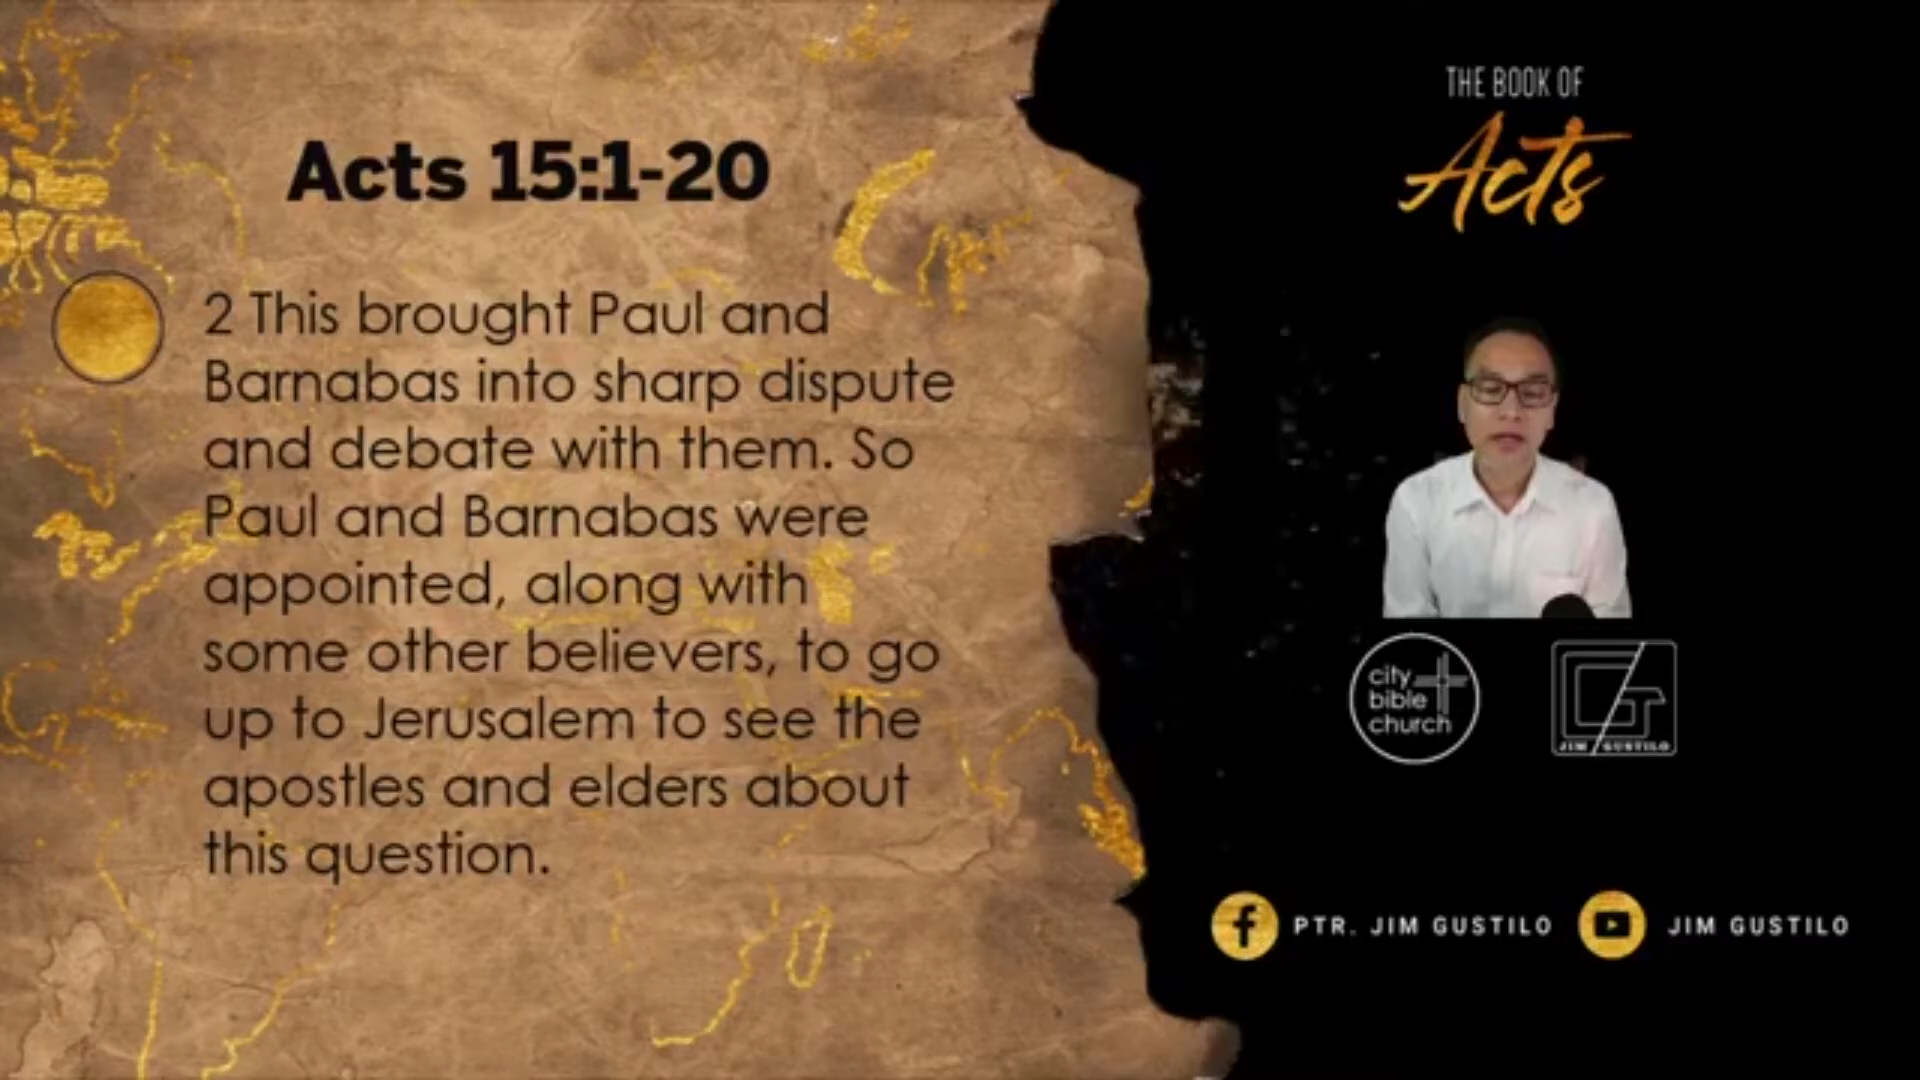 Acts 15:1-20
2 This brought Paul and
Barnabas into sharp dispute
and debate with them. So
Paul and Barnabas were
appointed, along with
some other believers, to go
up to Jerusalem to see the
apostles and elders about
this question.
THE BOOK OF
Acts
city
bible
church
JIM GUSTILO
PTR. JIM GUSTILO
JIM GUSTILO